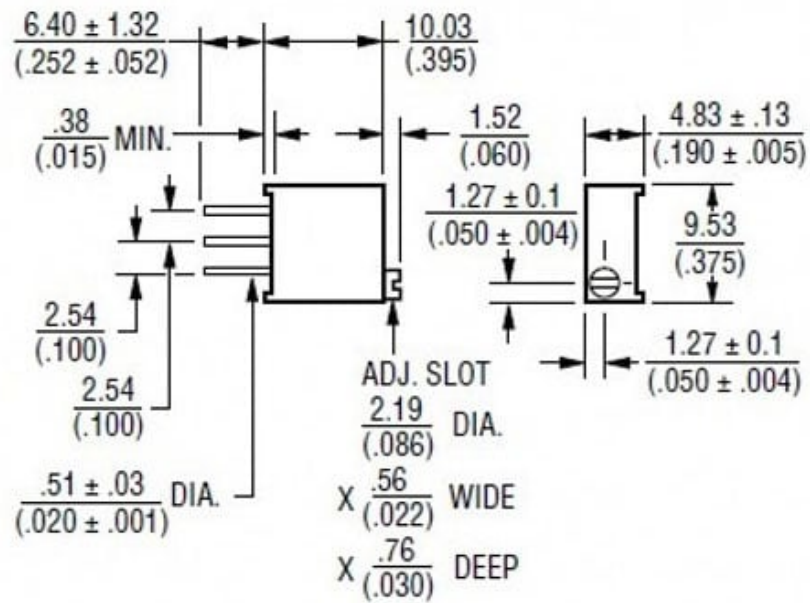 6.40 ± 1.32
(.252 ± .052)
10.03
(.395)
.38
(.015)
MIN.
1.52
(.060)
4.83 ± .13
(.190 ± .005)
1.27 ± 0.1
(.050 ± .004)
9.53
(.375)
2.54
(.100)
2.54
(.100)
1.27 ± 0.1
(.050 ± .004)
ADJ. SLOT
2.19
(.086)
DIA.
.51 ± .03
(.020 ± .001)
DIA.
X .56
(.022)
WIDE
X .76
(.030)
DEEP